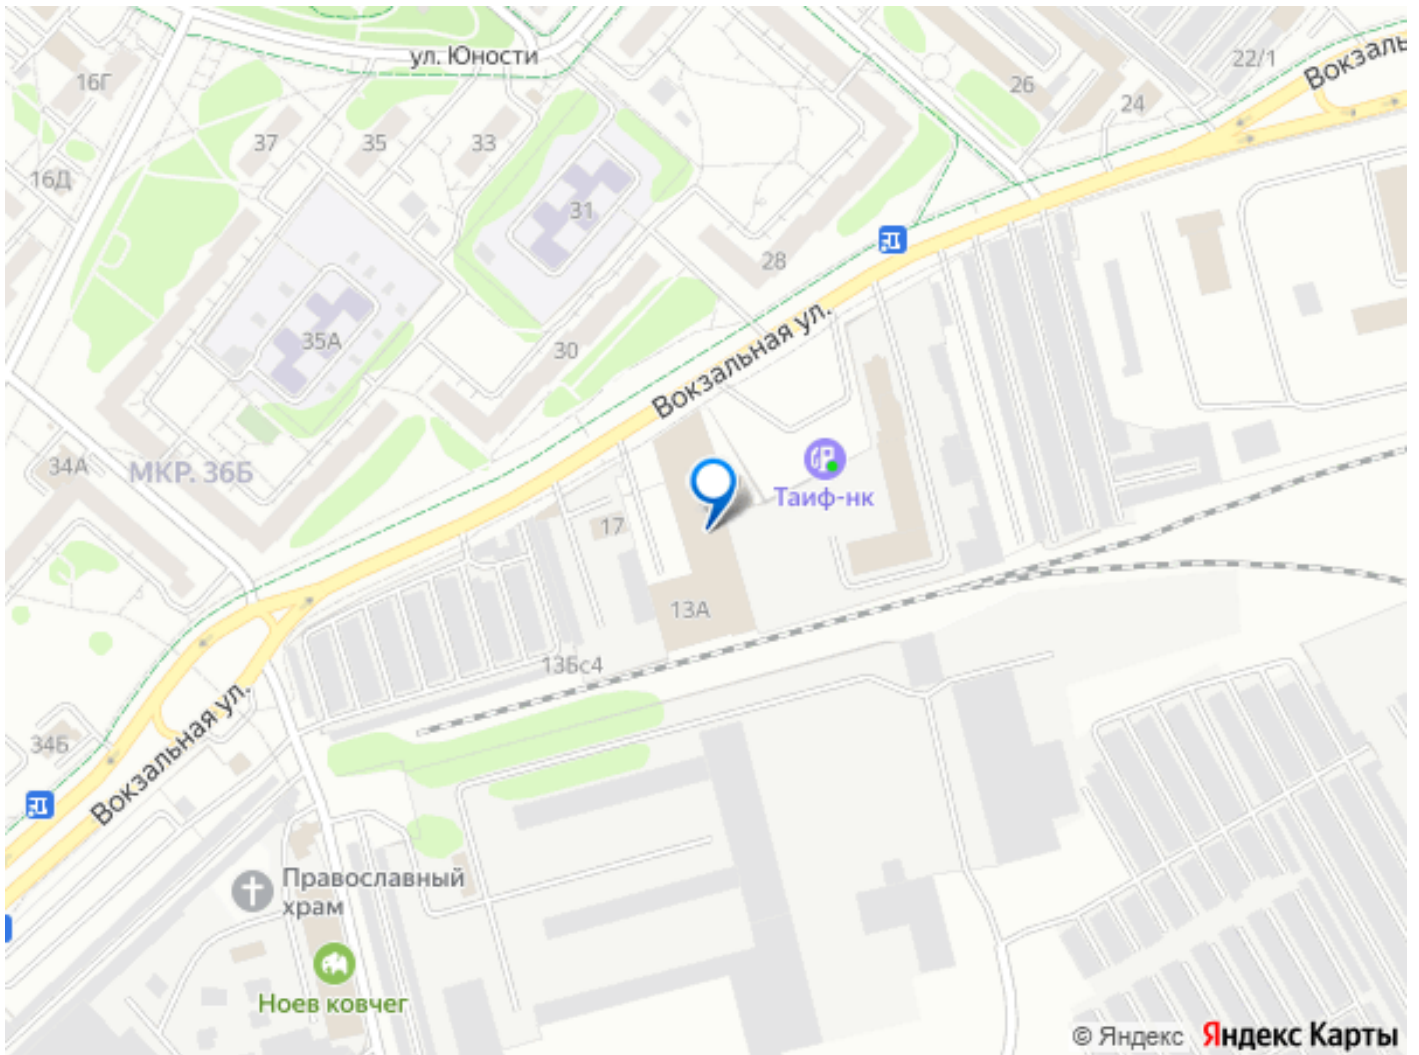 ул. Юности
22/1
Вокзаль
16Г
26
24
37
35
33
16Д
31
28
35А
30
Вокзальная ул.
34А
МКР. 36Б
Таиф-нк
17
13А
13Бс4
34Б
Вокзальная ул.
Православный
храм
Ноев ковчег
© Яндекс Яндекс Карты